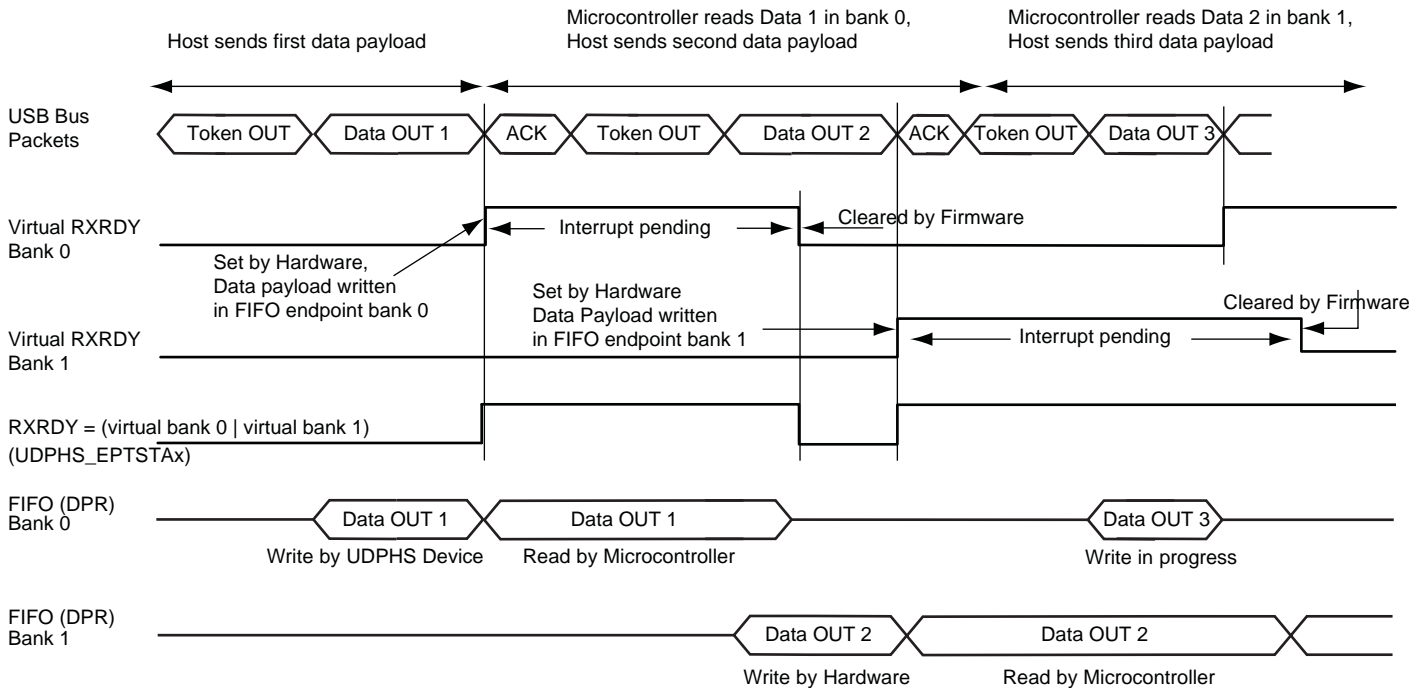 Host sends first data payload
Microcontroller reads Data 1 in bank 0,
Host sends second data payload
Microcontroller reads Data 2 in bank 1,
Host sends third data payload
USB Bus
Packets
Token OUT
Data OUT 1
ACK
Token OUT
Data OUT 2
ACK
Token OUT
Data OUT 3
Virtual RXRDY
Bank 0
Set by Hardware,
Data payload written
in FIFO endpoint bank 0
Interrupt pending
Cleared by Firmware
Virtual RXRDY
Bank 1
Set by Hardware
Data Payload written
in FIFO endpoint bank 1
Interrupt pending
Cleared by Firmware
RXRDY = (virtual bank 0 | virtual bank 1)
(UDPHS_EPTSTAx)
FIFO (DPR)
Bank 0
Data OUT 1
Data OUT 1
Data OUT 3
Write by UDPHS Device
Read by Microcontroller
Write in progress
FIFO (DPR)
Bank 1
Data OUT 2
Data OUT 2
Write by Hardware
Read by Microcontroller